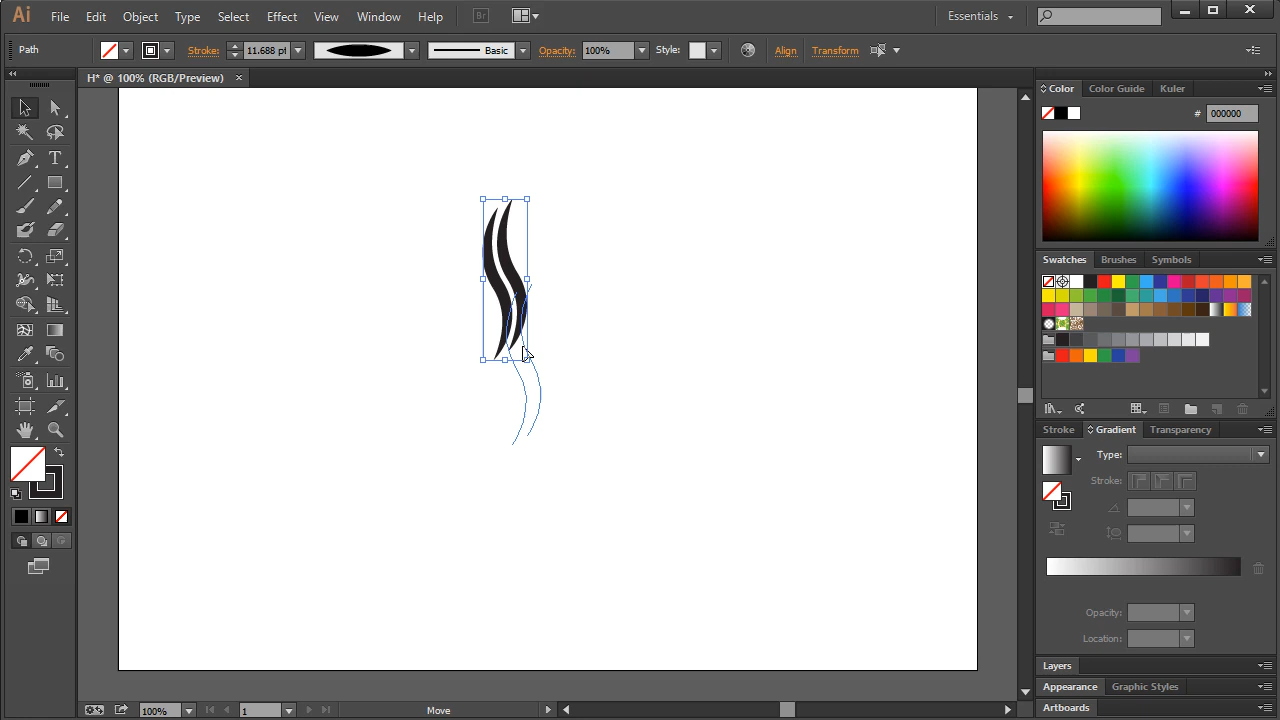 Ai File Edit Object Type Select Effect View Window Help Br Essentials
Path Stroke: 11.688 pt Basic Opacity: 100% Style: Align Transform
H* @ 100% (RGB/Preview) ×
Color Color Guide Kuler
# 000000
Swatches Brushes Symbols
Stroke Gradient Transparency
Type:
Stroke:
Opacity:
Location:
Layers
Appearance Graphic Styles
Artboards
100% 1 Move